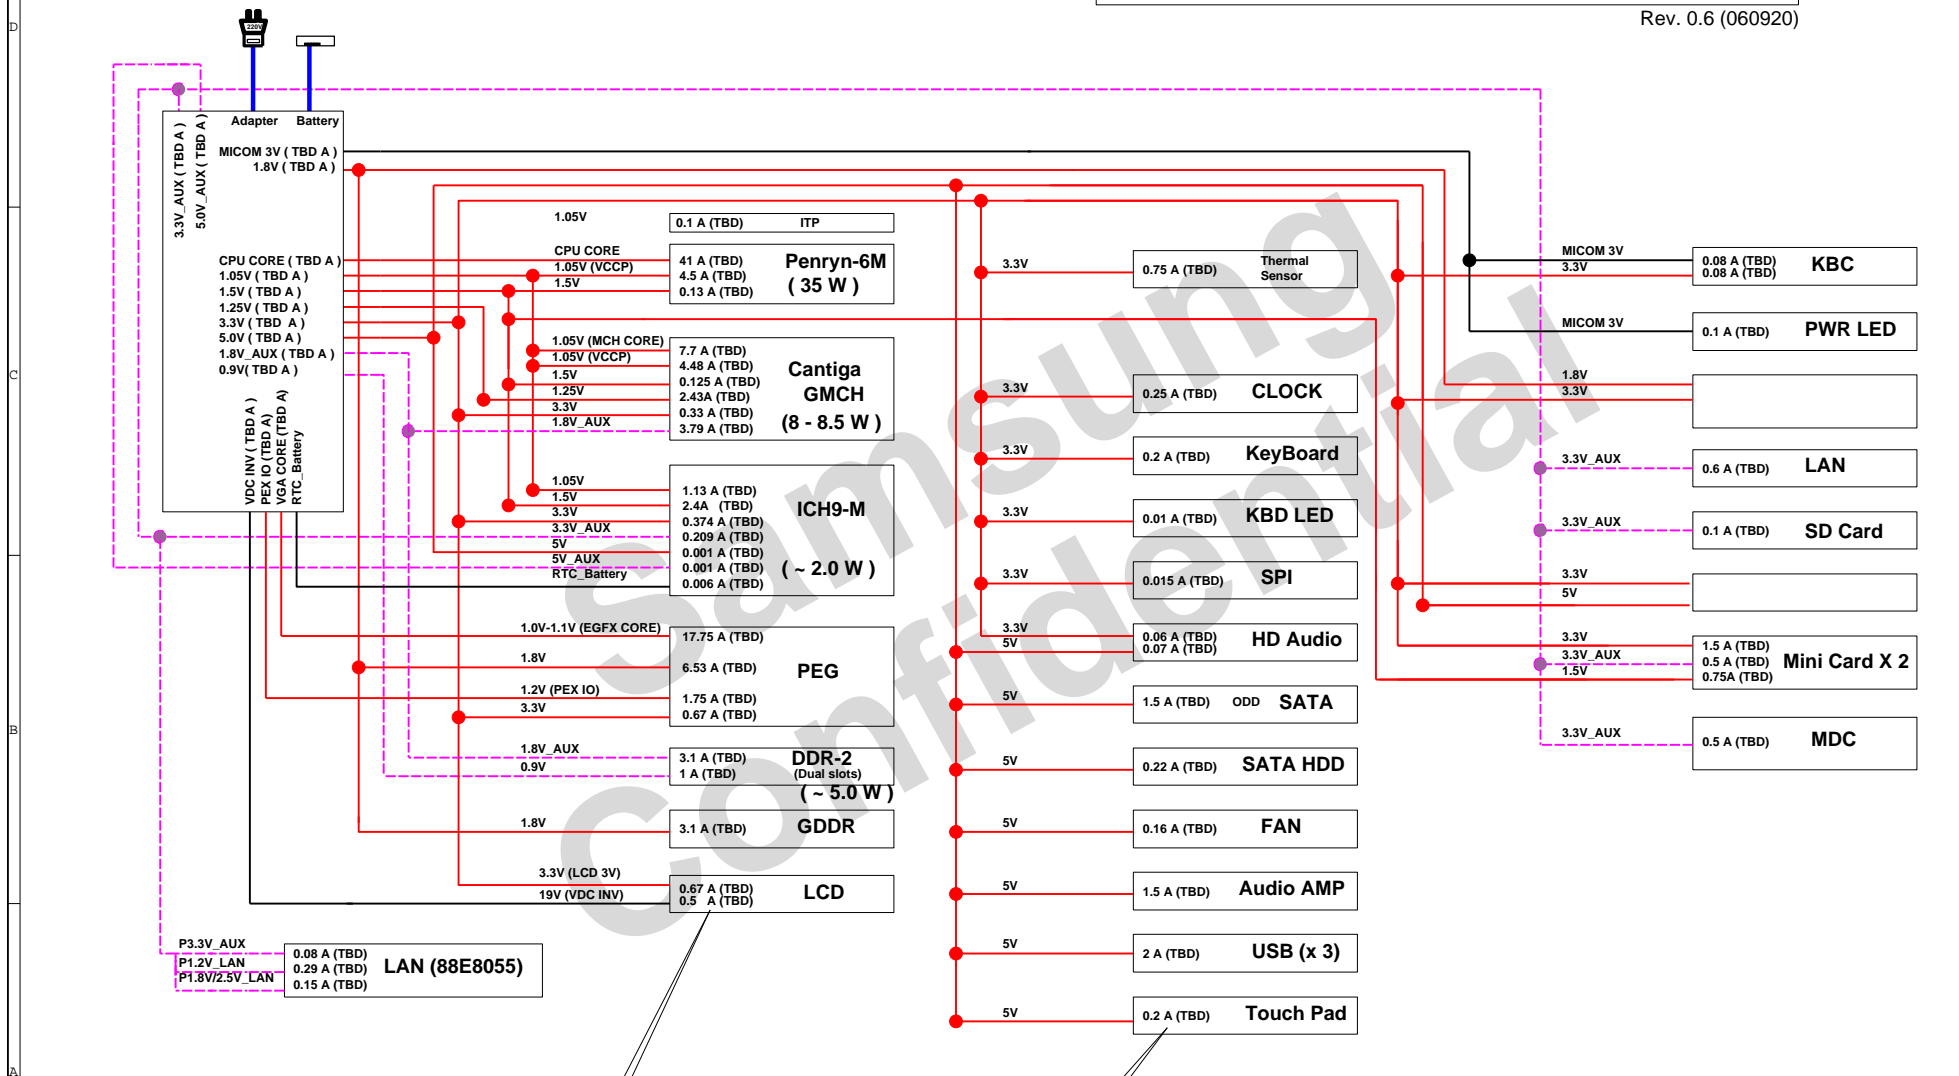 Rev. 0.6 (060920)
D
C
B
A
220V
Adapter Battery
3.3V_AUX ( TBD A )
5.0V_AUX ( TBD A )
MICOM 3V ( TBD A )
1.8V ( TBD A )
CPU CORE ( TBD A )
1.05V ( TBD A )
1.5V ( TBD A )
1.25V ( TBD A )
3.3V ( TBD A )
5.0V ( TBD A )
1.8V_AUX ( TBD A )
0.9V( TBD A )
VDC INV ( TBD A )
PEX IO (TBD A)
VGA CORE (TBD A)
RTC_Battery
1.05V
0.1 A (TBD) ITP
CPU CORE
1.05V (VCCP)
1.5V
41 A (TBD)
4.5 A (TBD)
0.13 A (TBD)
Penryn-6M
( 35 W )
1.05V (MCH CORE)
1.05V (VCCP)
1.5V
1.25V
3.3V
1.8V_AUX
7.7 A (TBD)
4.48 A (TBD)
0.125 A (TBD)
2.43A (TBD)
0.33 A (TBD)
3.79 A (TBD)
Cantiga
GMCH
(8 - 8.5 W )
1.05V
1.5V
3.3V
3.3V_AUX
5V
5V_AUX
RTC_Battery
1.13 A (TBD)
2.4A (TBD)
0.374 A (TBD)
0.209 A (TBD)
0.001 A (TBD)
0.001 A (TBD)
0.006 A (TBD)
ICH9-M
( ~ 2.0 W )
1.0V-1.1V (EGFX CORE)
1.8V
1.2V (PEX IO)
3.3V
17.75 A (TBD)
6.53 A (TBD)
1.75 A (TBD)
0.67 A (TBD)
PEG
1.8V_AUX
0.9V
3.1 A (TBD)
1 A (TBD)
DDR-2
(Dual slots)
( ~ 5.0 W )
1.8V
3.1 A (TBD) GDDR
3.3V (LCD 3V)
19V (VDC INV)
0.67 A (TBD)
0.5 A (TBD)
LCD
P3.3V_AUX
P1.2V_LAN
P1.8V/2.5V_LAN
0.08 A (TBD)
0.29 A (TBD)
0.15 A (TBD)
LAN (88E8055)
3.3V
0.75 A (TBD)
Thermal
Sensor
3.3V
0.25 A (TBD) CLOCK
3.3V
0.2 A (TBD) KeyBoard
3.3V
0.01 A (TBD) KBD LED
3.3V
0.015 A (TBD) SPI
3.3V
5V
0.06 A (TBD)
0.07 A (TBD)
HD Audio
5V
1.5 A (TBD) ODD SATA
5V
0.22 A (TBD) SATA HDD
5V
0.16 A (TBD) FAN
5V
1.5 A (TBD) Audio AMP
5V
2 A (TBD) USB (x 3)
5V
0.2 A (TBD) Touch Pad
MICOM 3V
3.3V
0.08 A (TBD)
0.08 A (TBD)
KBC
MICOM 3V
0.1 A (TBD) PWR LED
1.8V
3.3V
3.3V_AUX
0.6 A (TBD) LAN
3.3V_AUX
0.1 A (TBD) SD Card
3.3V
5V
3.3V
3.3V_AUX
1.5V
1.5 A (TBD)
0.5 A (TBD)
0.75A (TBD)
Mini Card X 2
3.3V_AUX
0.5 A (TBD) MDC
Samsung
Confidential